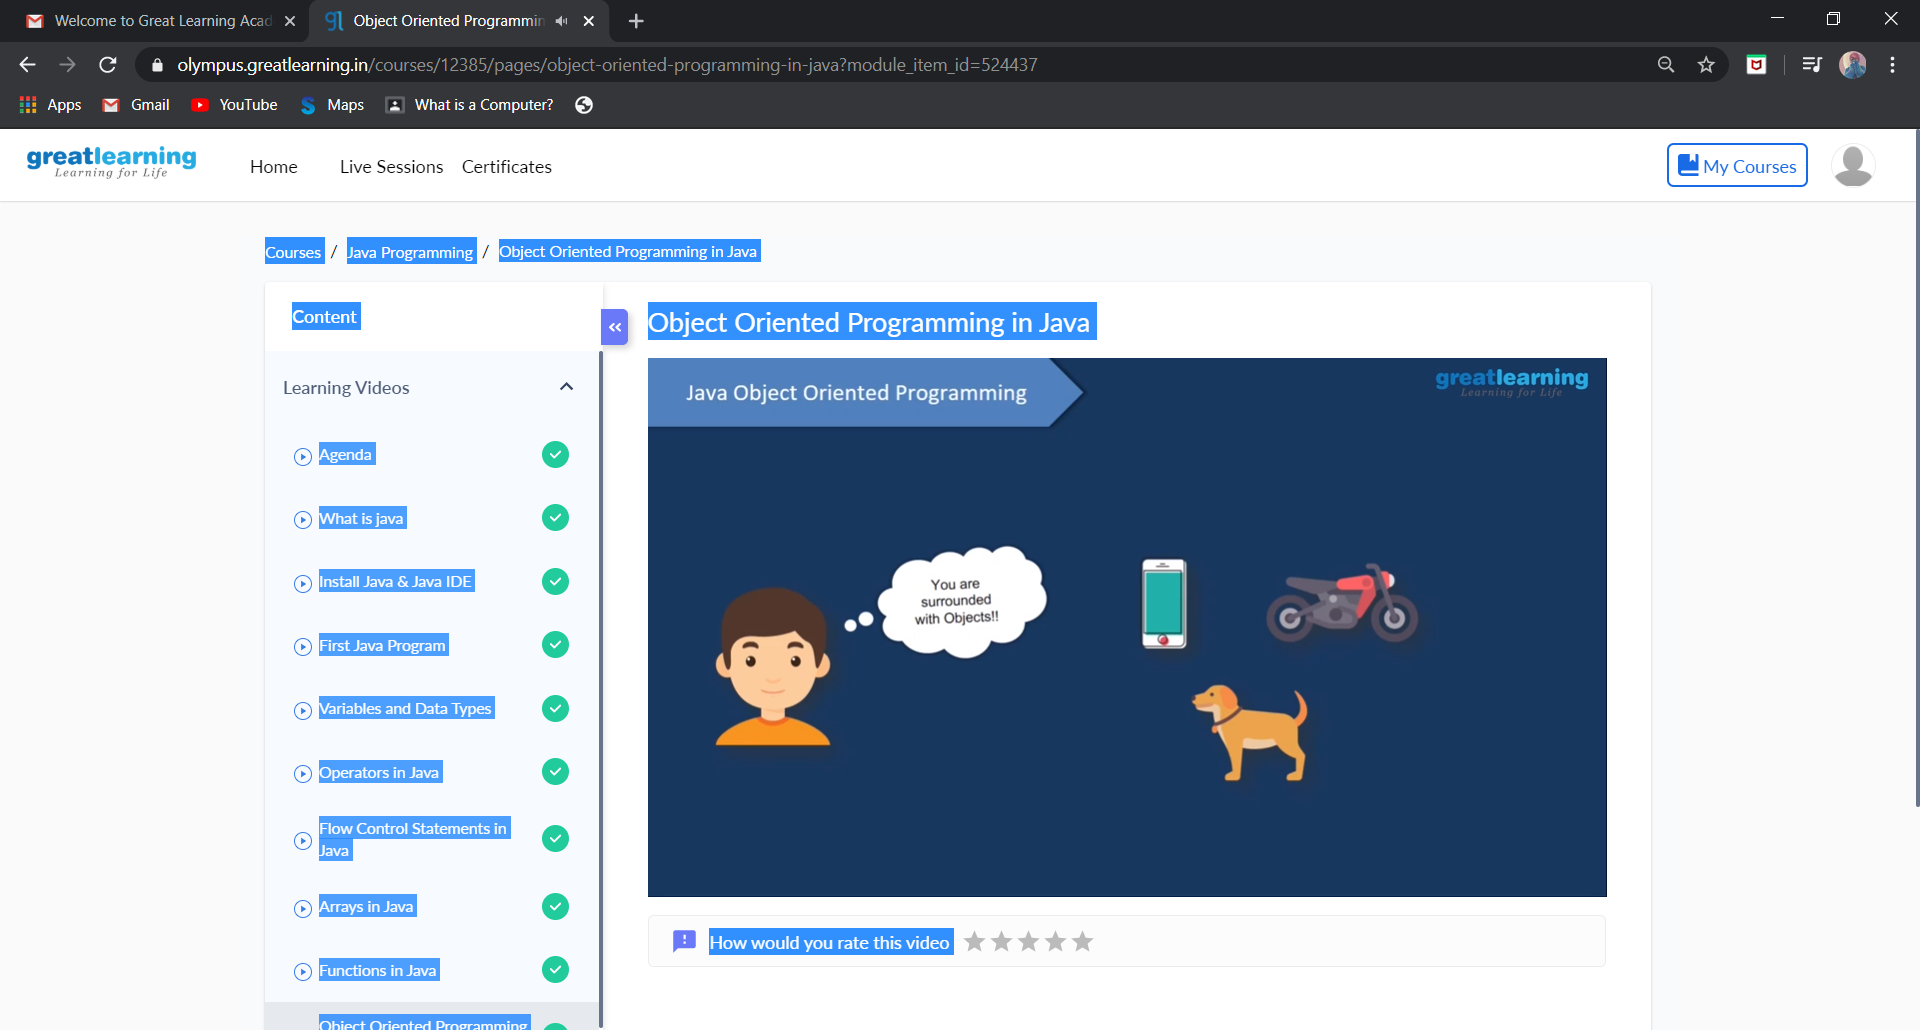 Welcome to Great Learning Acad
Object Oriented Programmin
olympus.greatlearning.in/courses/12385/pages/object-oriented-programming-in-java?module_item_id=524437
Apps Gmail YouTube Maps What is a Computer?
greatlearning
Learning for Life
Home Live Sessions Certificates
My Courses
Courses / Java Programming / Object Oriented Programming in Java
Content
«
Learning Videos
Agenda
What is java
Install Java & Java IDE
First Java Program
Variables and Data Types
Operators in Java
Flow Control Statements in
Java
Arrays in Java
Functions in Java
Object Oriented Programming
Object Oriented Programming in Java
Java Object Oriented Programming
greatlearning
Learning for Life
You are
surrounded
with Objects!!
How would you rate this video